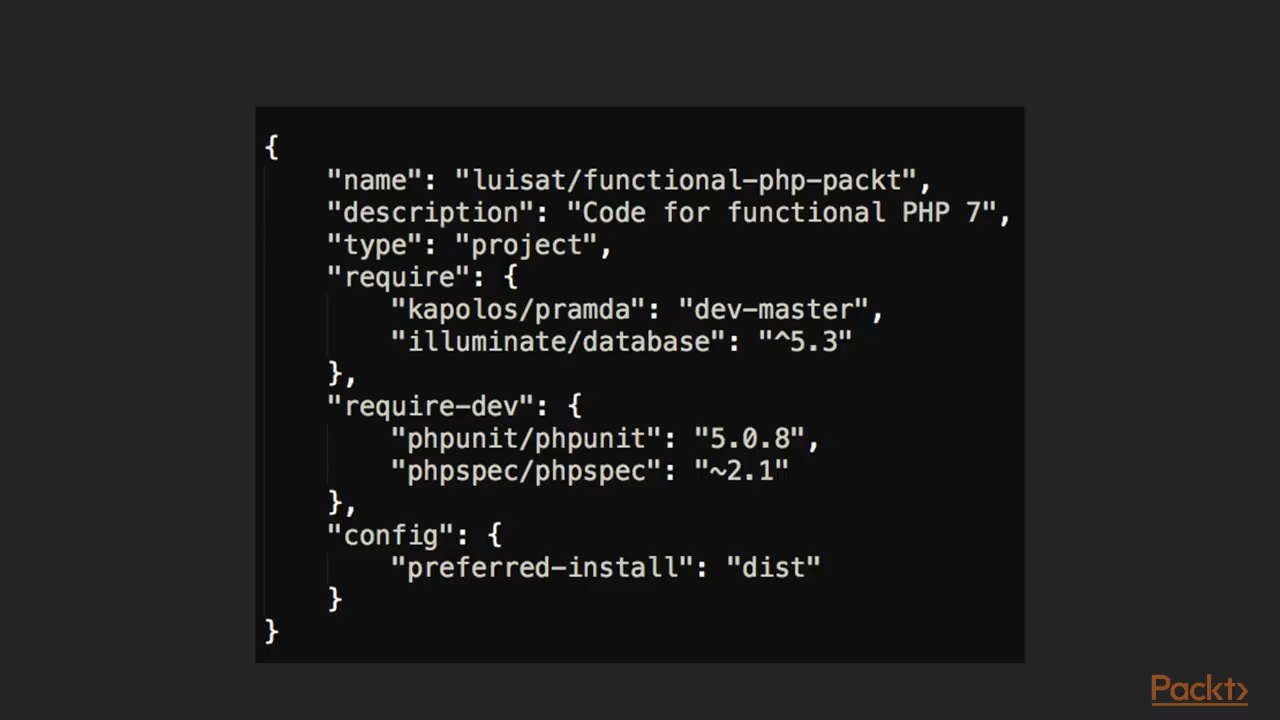 {
"name": "luisat/functional-php-packt",
"description": "Code for functional PHP 7",
"type": "project",
"require": {
"kapolos/pramda": "dev-master",
"illuminate/database": "^5.3"
},
"require-dev": {
"phpunit/phpunit": "5.0.8",
"phpspec/phpspec": "~2.1"
},
"config": {
"preferred-install": "dist"
}
}
Packt>